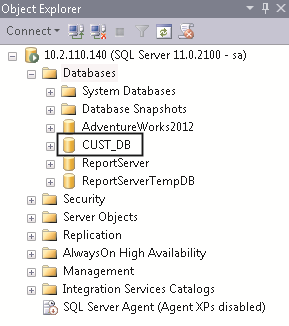 Object Explorer
Connect
10.2.110.140 (SQL Server 11.0.2100 - sa)
Databases
System Databases
Database Snapshots
AdventureWorks2012
CUST_DB
ReportServer
ReportServerTempDB
Security
Server Objects
Replication
AlwaysOn High Availability
Management
Integration Services Catalogs
SQL Server Agent (Agent XPs disabled)